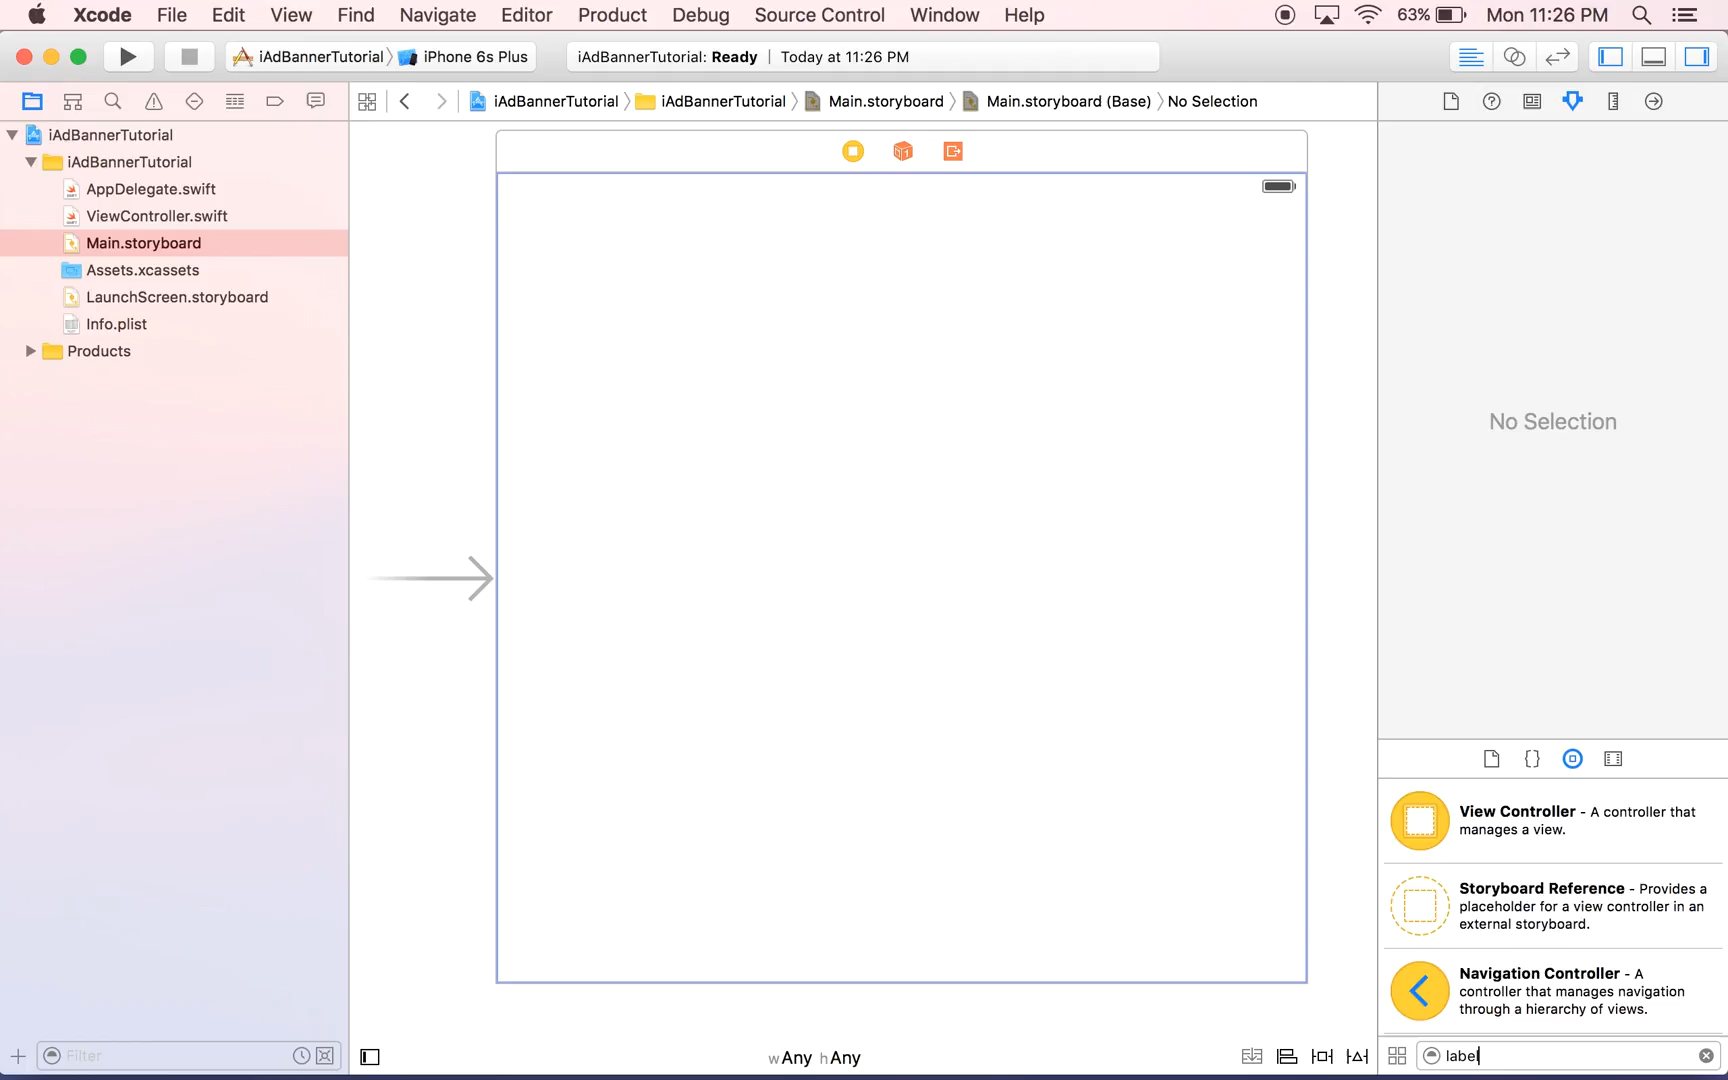 Xcode File Edit View Find Navigate Editor Product Debug Source Control Window Help 63% Mon 11:26 PM
iAdBannerTutorial iPhone 6s Plus iAdBannerTutorial: Ready | Today at 11:26 PM
iAdBannerTutorial iAdBannerTutorial Main.storyboard Main.storyboard (Base) No Selection
iAdBannerTutorial
iAdBannerTutorial
AppDelegate.swift
ViewController.swift
Main.storyboard
Assets.xcassets
LaunchScreen.storyboard
Info.plist
Products
No Selection
View Controller - A controller that
manages a view.
Storyboard Reference - Provides a
placeholder for a view controller in an
external storyboard.
Navigation Controller - A
controller that manages navigation
through a hierarchy of views.
Filter
wAny hAny
label